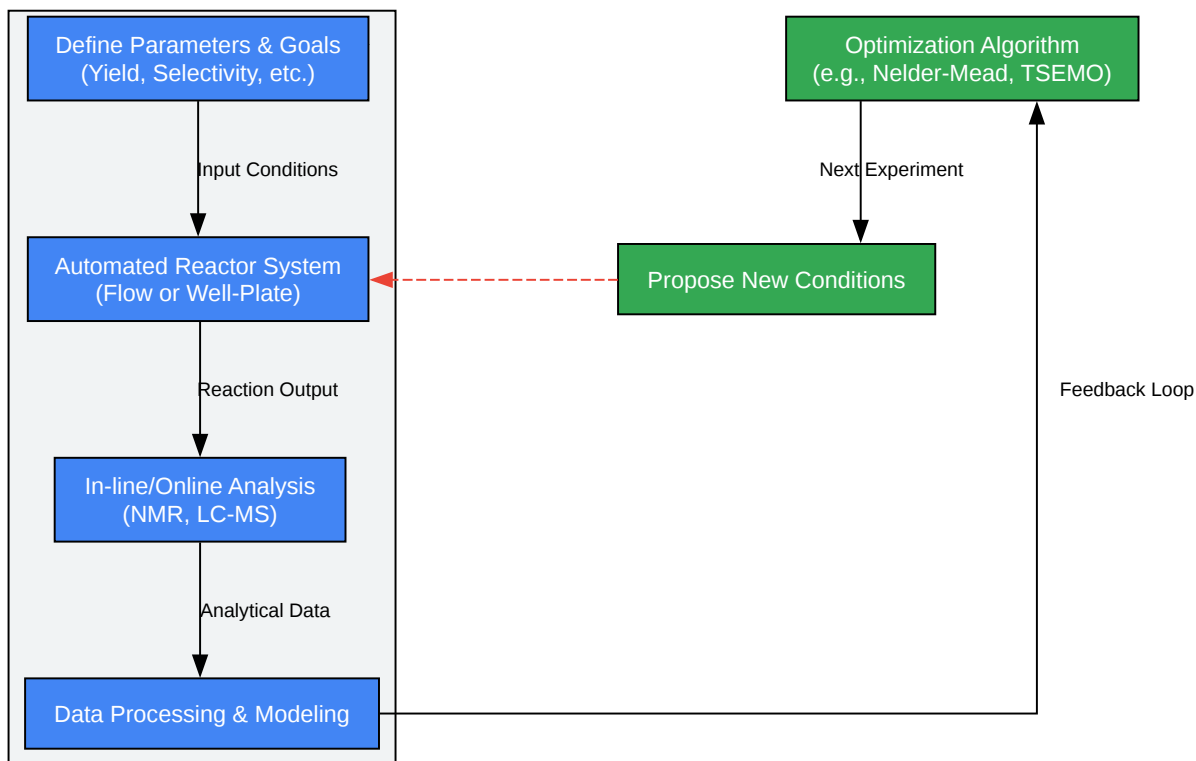 Define Parameters & Goals
(Yield, Selectivity, etc.)
Input Conditions
Automated Reactor System
(Flow or Well-Plate)
Reaction Output
In-line/Online Analysis
(NMR, LC-MS)
Analytical Data
Data Processing & Modeling
Optimization Algorithm
(e.g., Nelder-Mead, TSEMO)
Next Experiment
Propose New Conditions
Feedback Loop